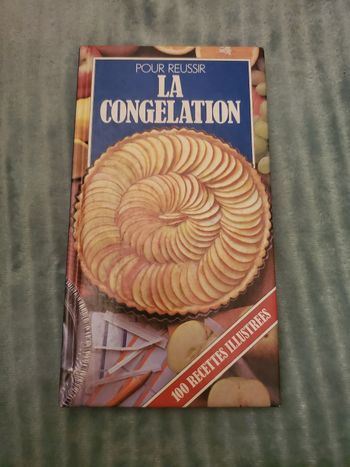 POUR REUSSIR
LA
CONGELATION
100 RECETTES ILLUSTREES